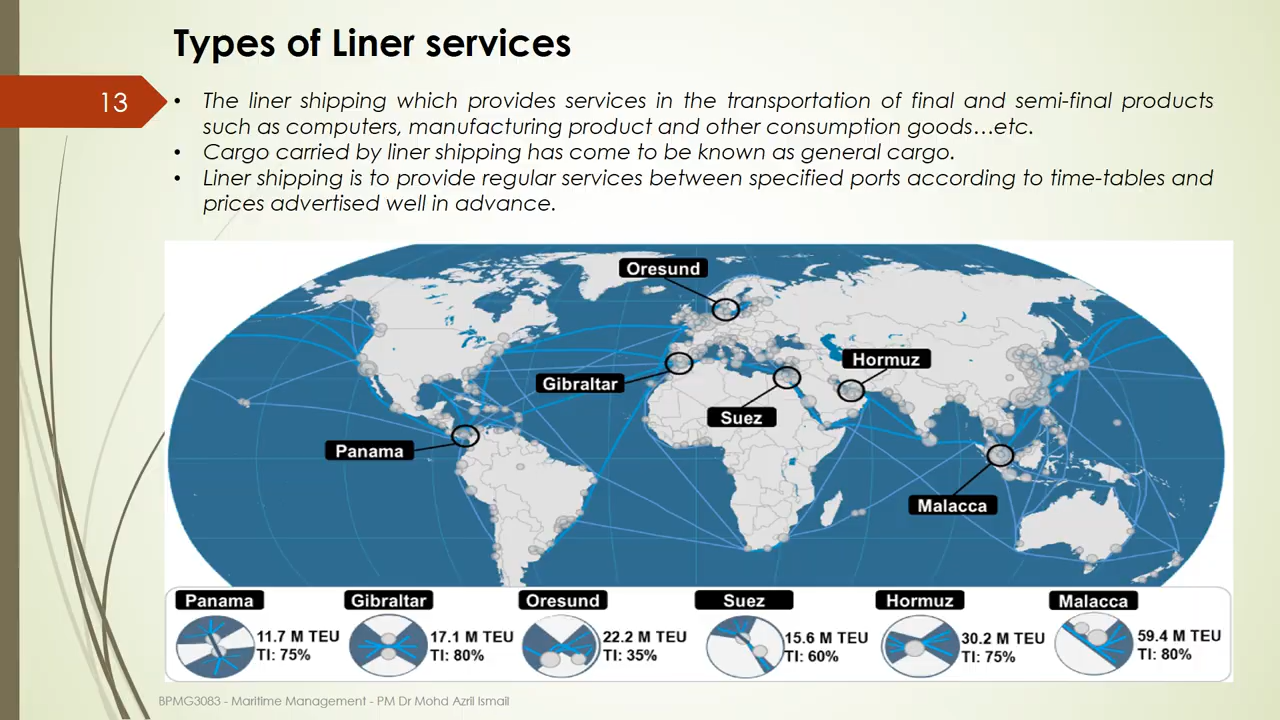 Types of Liner services
13
• The liner shipping which provides services in the transportation of final and semi-final products
such as computers, manufacturing product and other consumption goods…etc.
• Cargo carried by liner shipping has come to be known as general cargo.
• Liner shipping is to provide regular services between specified ports according to time-tables and
prices advertised well in advance.
Oresund
Hormuz
Gibraltar
Suez
Panama
Malacca
Panama
11.7 M TEU
TI: 75%
Gibraltar
17.1 M TEU
TI: 80%
Oresund
22.2 M TEU
TI: 35%
Suez
15.6 M TEU
TI: 60%
Hormuz
30.2 M TEU
TI: 75%
Malacca
59.4 M TEU
TI: 80%
BPMG3083 - Maritime Management - PM Dr Mohd Azril Ismail